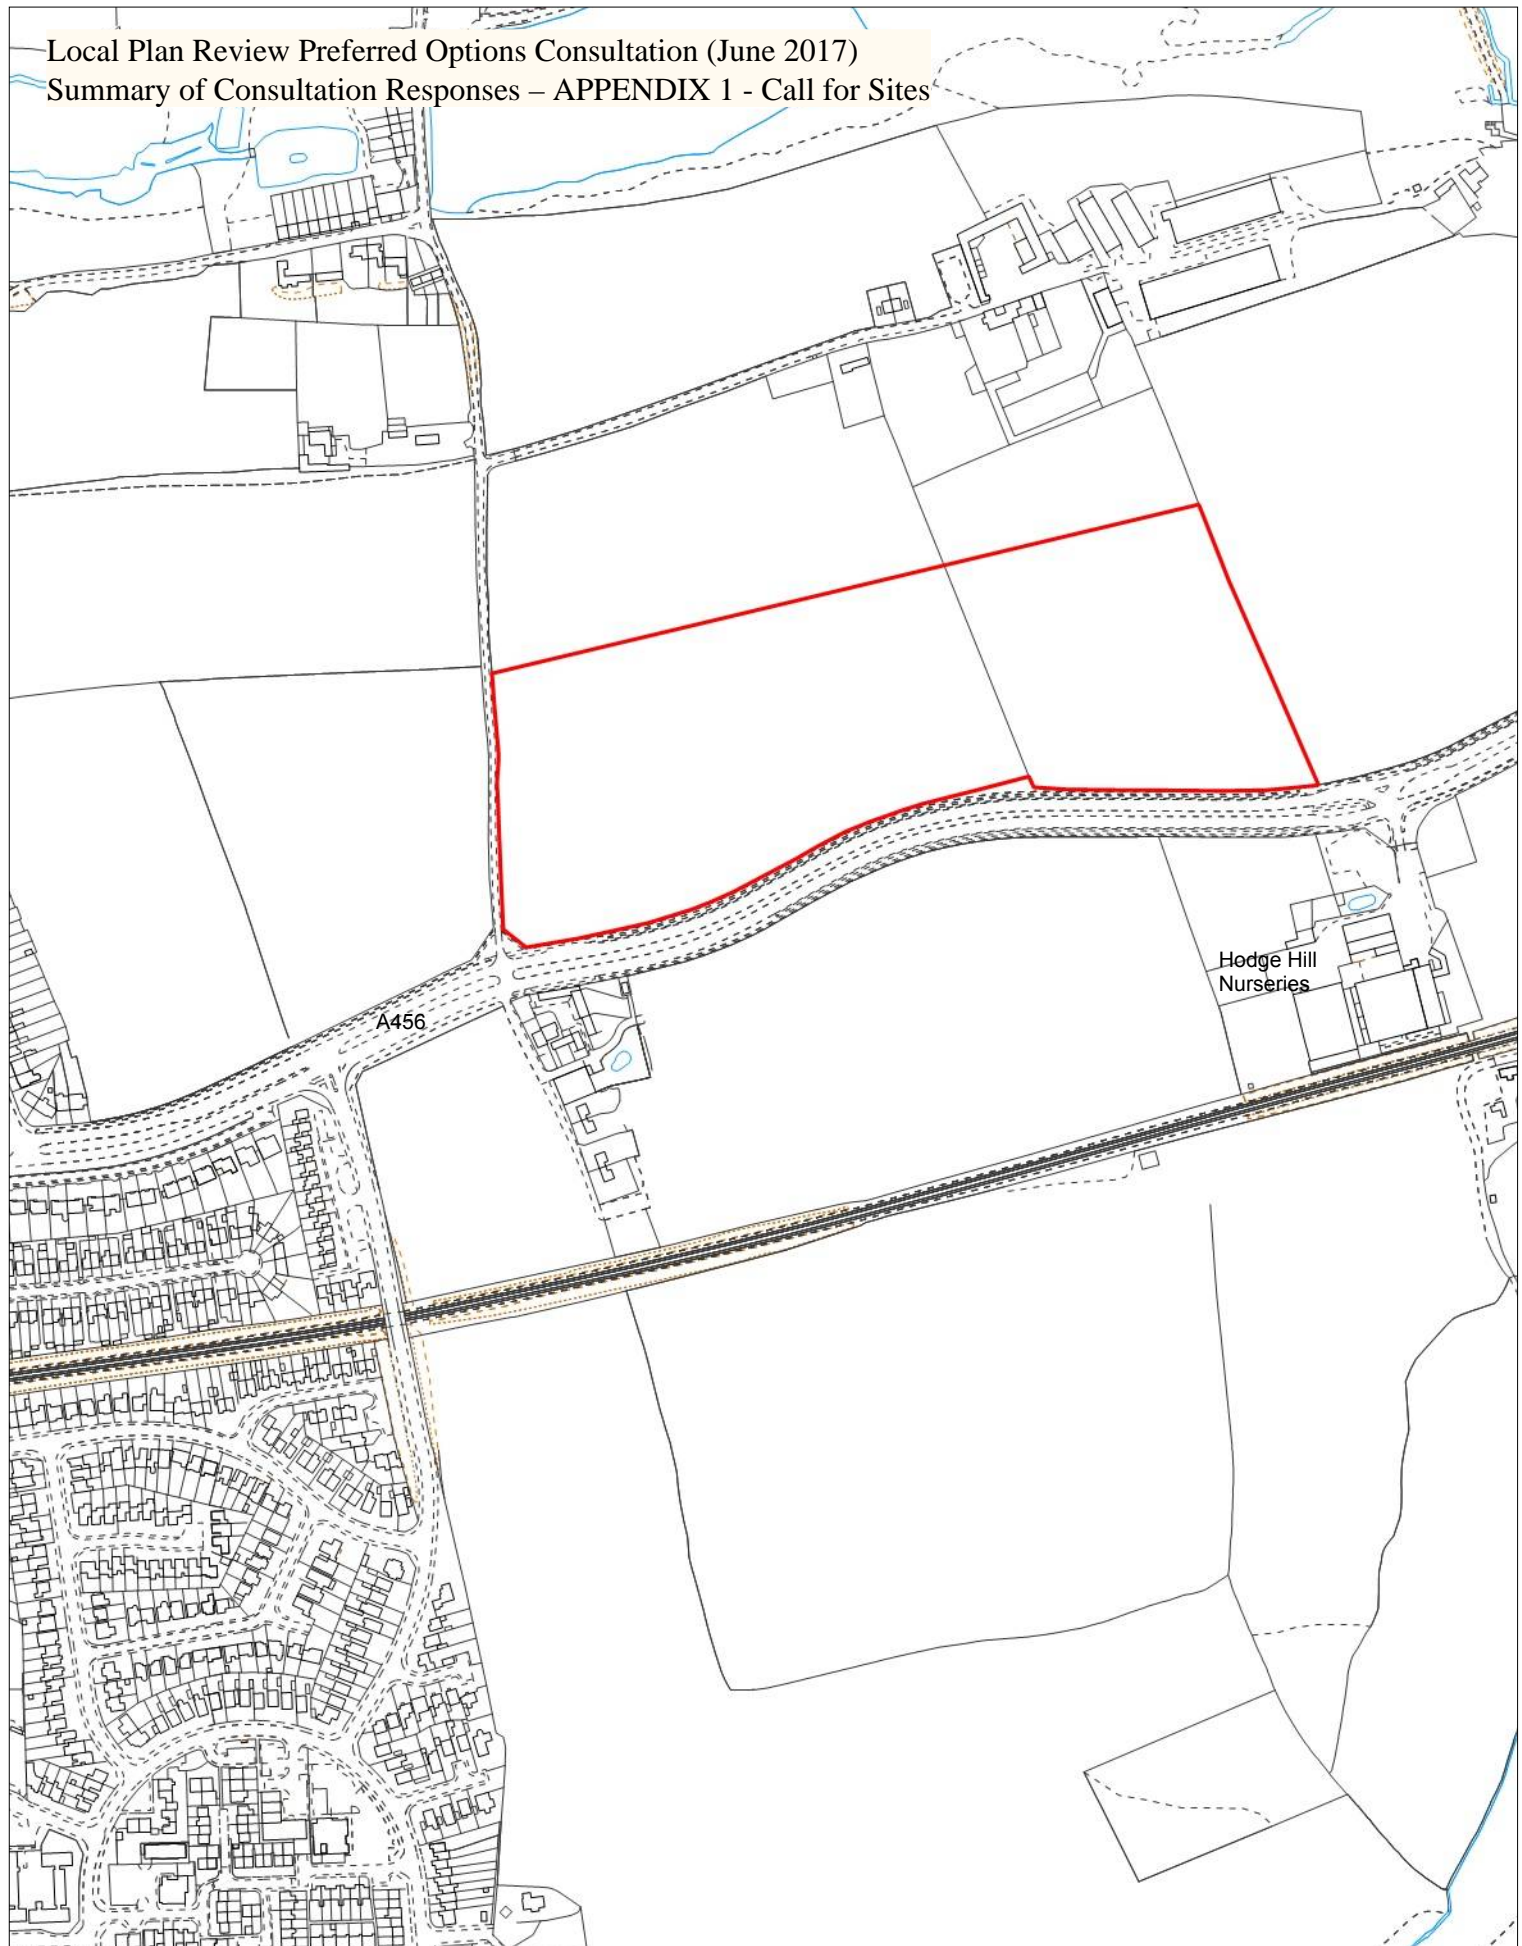 Local Plan Review Preferred Options Consultation (June 2017)
Summary of Consultation Responses – APPENDIX 1 - Call for Sites
Hodge Hill
Nurseries
A456